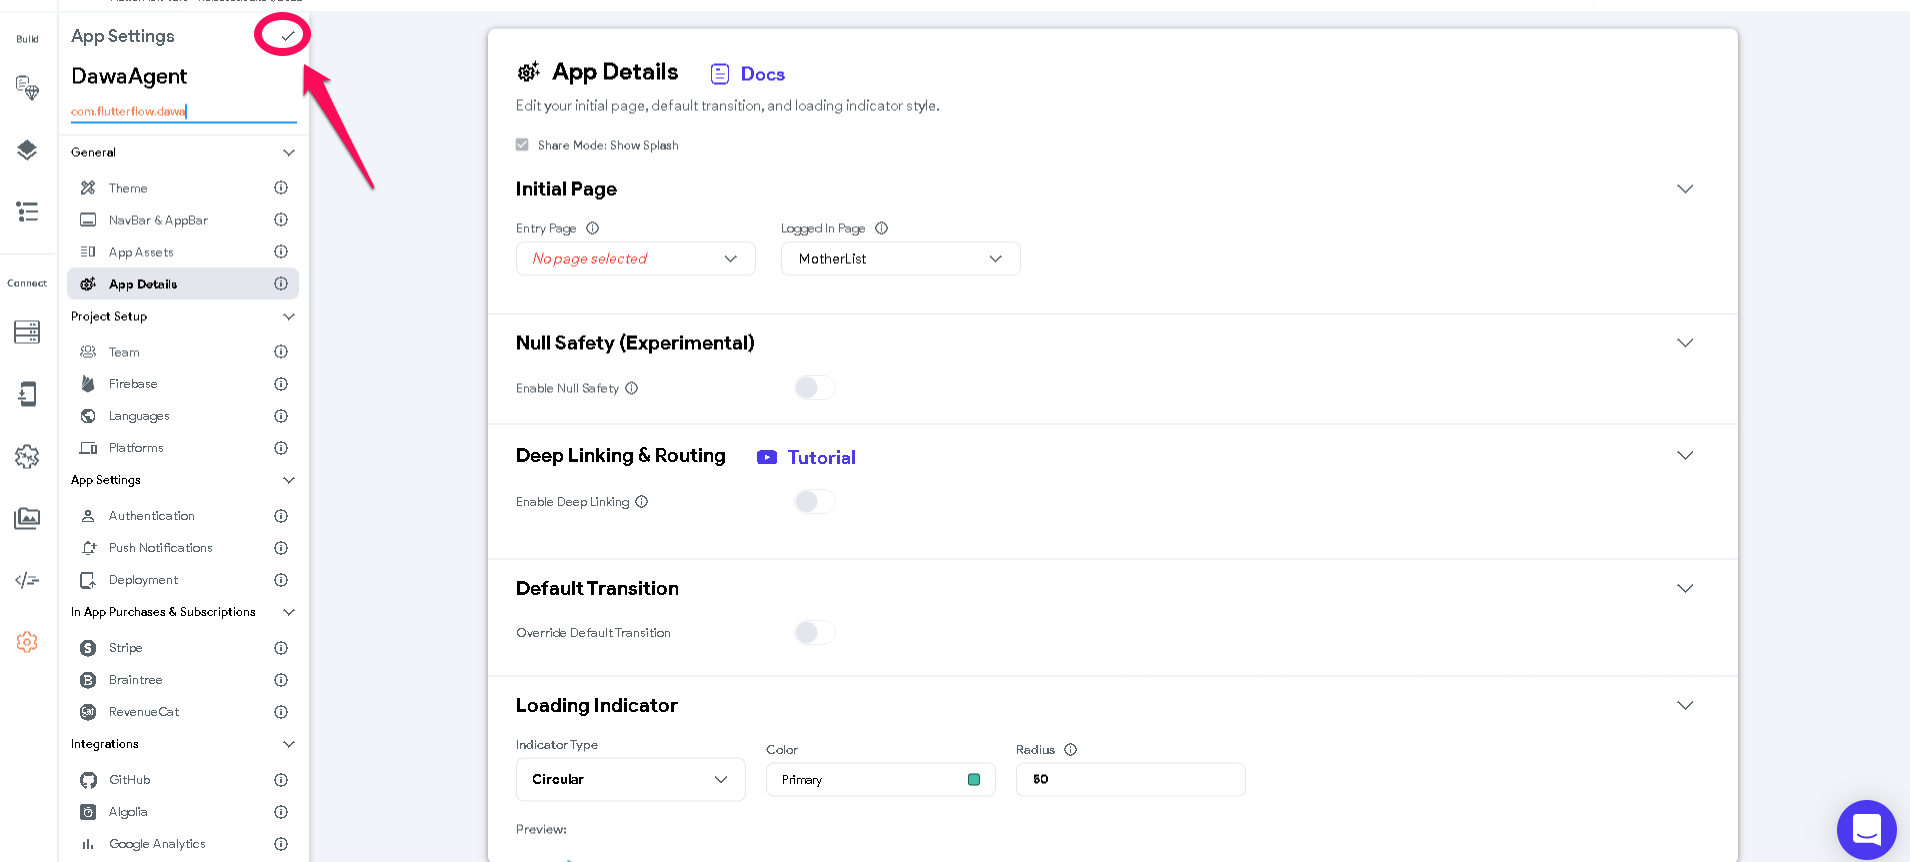 Build
App Settings
DawaAgent
com.flutterflow.dawa
General
Theme
NavBar & AppBar
App Assets
App Details
Connect
Project Setup
Team
Firebase
Languages
Platforms
App Settings
Authentication
Push Notifications
Deployment
In App Purchases & Subscriptions
Stripe
Braintree
RevenueCat
Integrations
GitHub
Algolia
Google Analytics
App Details Docs
Edit your initial page, default transition, and loading indicator style.
Share Mode: Show Splash
Initial Page
Entry Page Logged In Page
No page selected MotherList
Null Safety (Experimental)
Enable Null Safety
Deep Linking & Routing Tutorial
Enable Deep Linking
Default Transition
Override Default Transition
Loading Indicator
Indicator Type Color Radius
Circular Primary 50
Preview: